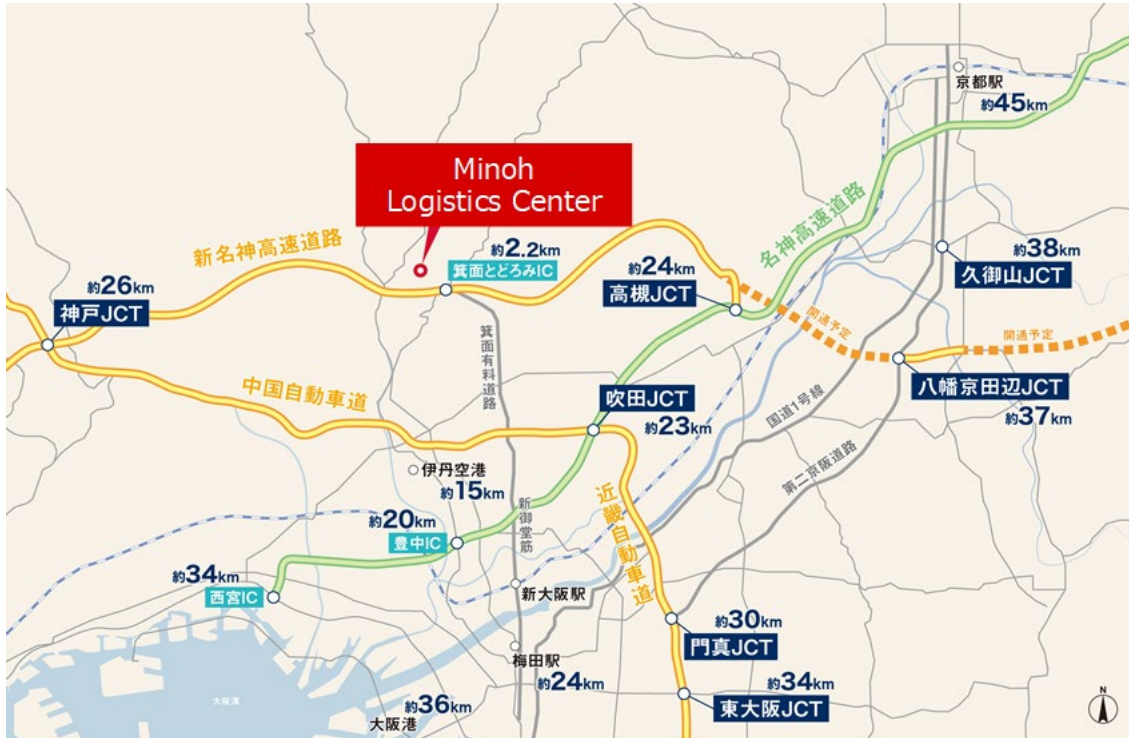 京都駅
約45km
Minoh
Logistics Center
名神高速道路
新名神高速道路
約2.2km
箕面とどろみIC
約24km
高槻JCT
約38km
久御山JCT
約26km
神戸JCT
開通予定
開通予定
八幡京田辺JCT
約37km
箕面有料道路
中国自動車道
吹田JCT
約23km
国道1号線
第二京阪道路
伊丹空港
約15km
新御堂筋
近畿自動車道
約20km
豊中IC
約34km
西宮IC
新大阪駅
約30km
門真JCT
梅田駅
約24km
約34km
東大阪JCT
約36km
大阪港
大阪湾
N